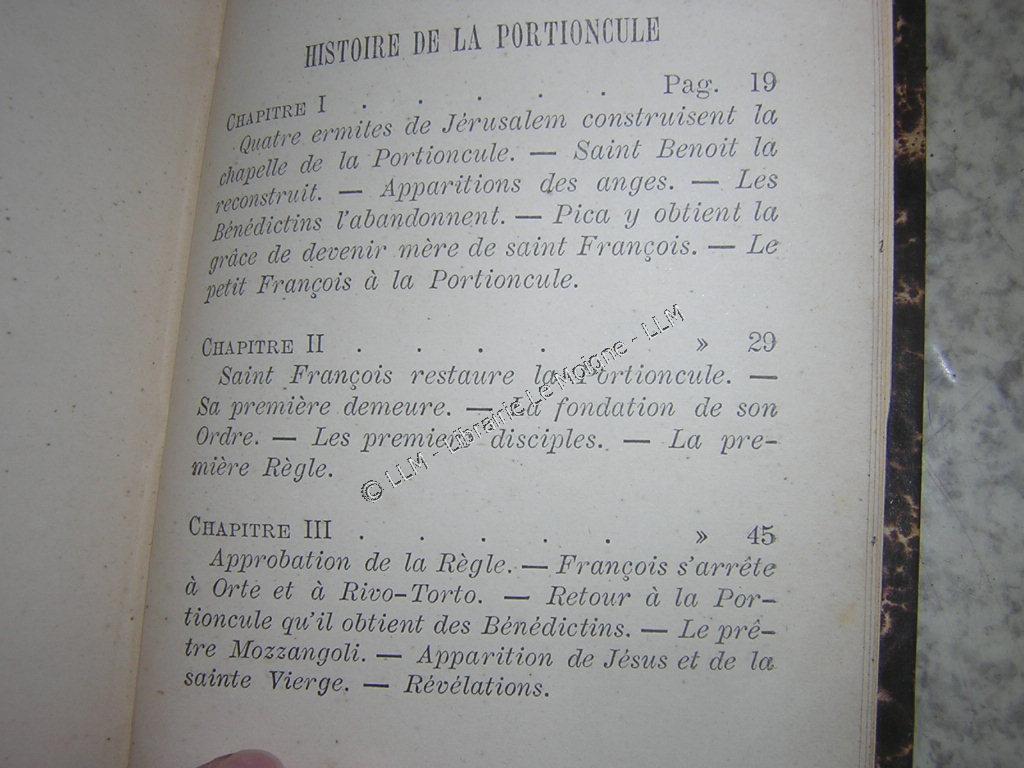 HISTOIRE DE LA PORTIONCULE
CHAPITRE I . . . . . Pag. 19
Quatre ermites de Jérusalem construisent la
chapelle de la Portioncule. — Saint Benoit la
reconstruit. — Apparitions des anges. — Les
Bénédictins l'abandonnent. — Pica y obtient la
grâce de devenir mère de saint François. — Le
petit François à la Portioncule.
CHAPITRE II . . . . » 29
Saint François restaure la Portioncule. —
Sa première demeure. — La fondation de son
Ordre. — Les premiers disciples. — La pre-
mière Règle.
CHAPITRE III . . . . . » 45
Approbation de la Règle. — François s'arrête
à Orte et à Rivo-Torto. — Retour à la Por-
tioncule qu'il obtient des Bénédictins. — Le prê-
tre Mozzangoli. — Apparition de Jésus et de la
sainte Vierge. — Révélations.
© LLM - Librairie Le Moigne - LLM